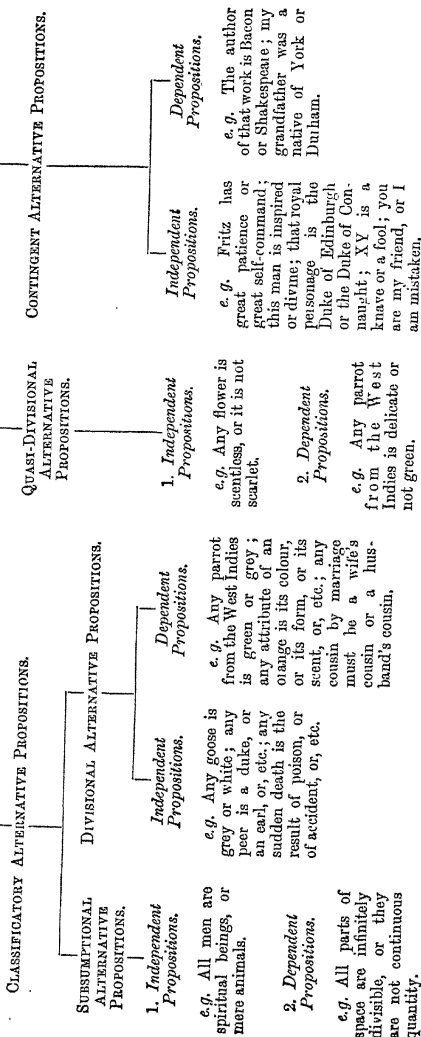 CLASSIFICATORY ALTERNATIVE PROPOSITIONS.
SUBSUMPTIONAL
ALTERNATIVE
PROPOSITIONS.
1. Independent
Propositions.
e.g. All men are
spiritual beings, or
mere animals.
2. Dependent
Propositions.
e.g. All parts of
space are infinitely
divisible, or they
are not continuous
quantity.
DIVISIONAL ALTERNATIVE PROPOSITIONS.
Independent
Propositions.
e.g. Any goose is
grey or white; any
peer is a duke, or
an earl, or, etc.; any
sudden death is the
result of poison, or
of accident, or, etc.
Dependent
Propositions.
e.g. Any parrot
from the West Indies
is green or grey;
any attribute of an
orange is its colour,
or its form, or its
scent, or, etc.; any
cousin by marriage
must be a wife's
cousin or a hus-
band's cousin.
QUASI-DIVISIONAL
ALTERNATIVE
PROPOSITIONS.
1. Independent
Propositions.
e.g. Any flower is
scentless, or it is not
scarlet.
2. Dependent
Propositions.
e.g. Any parrot
from the West
Indies is delicate or
not green.
CONTINGENT ALTERNATIVE PROPOSITIONS.
Independent
Propositions.
e.g. Fritz has
great patience or
great self-command;
this man is inspired
or divine; that royal
personage is the
Duke of Edinburgh
or the Duke of Con-
naught; XY is a
knave or a fool; you
are my friend, or I
am mistaken.
Dependent
Propositions.
e.g. The author
of that work is Bacon
or Shakespeare; my
grandfather was a
native of York or
Durham.